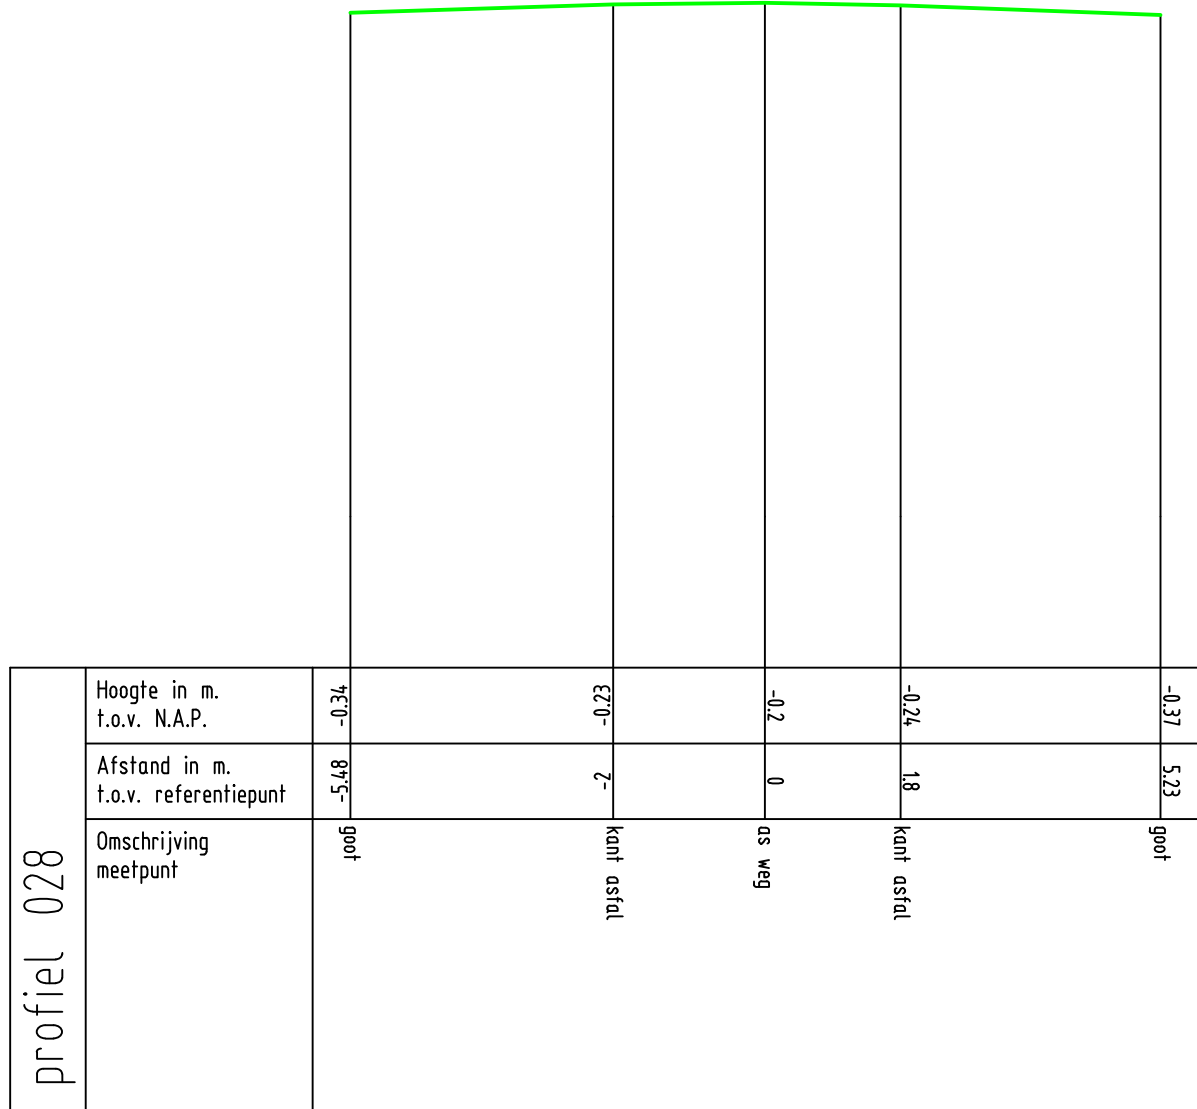 profiel 028
Hoogte in m.
t.o.v. N.A.P.
-0.34
-0.23
-0.2
-0.24
-0.37
Afstand in m.
t.o.v. referentiepunt
-5.48
-2
0
1.8
5.23
Omschrijving
meetpunt
goot
kant asfal
as weg
kant asfal
goot